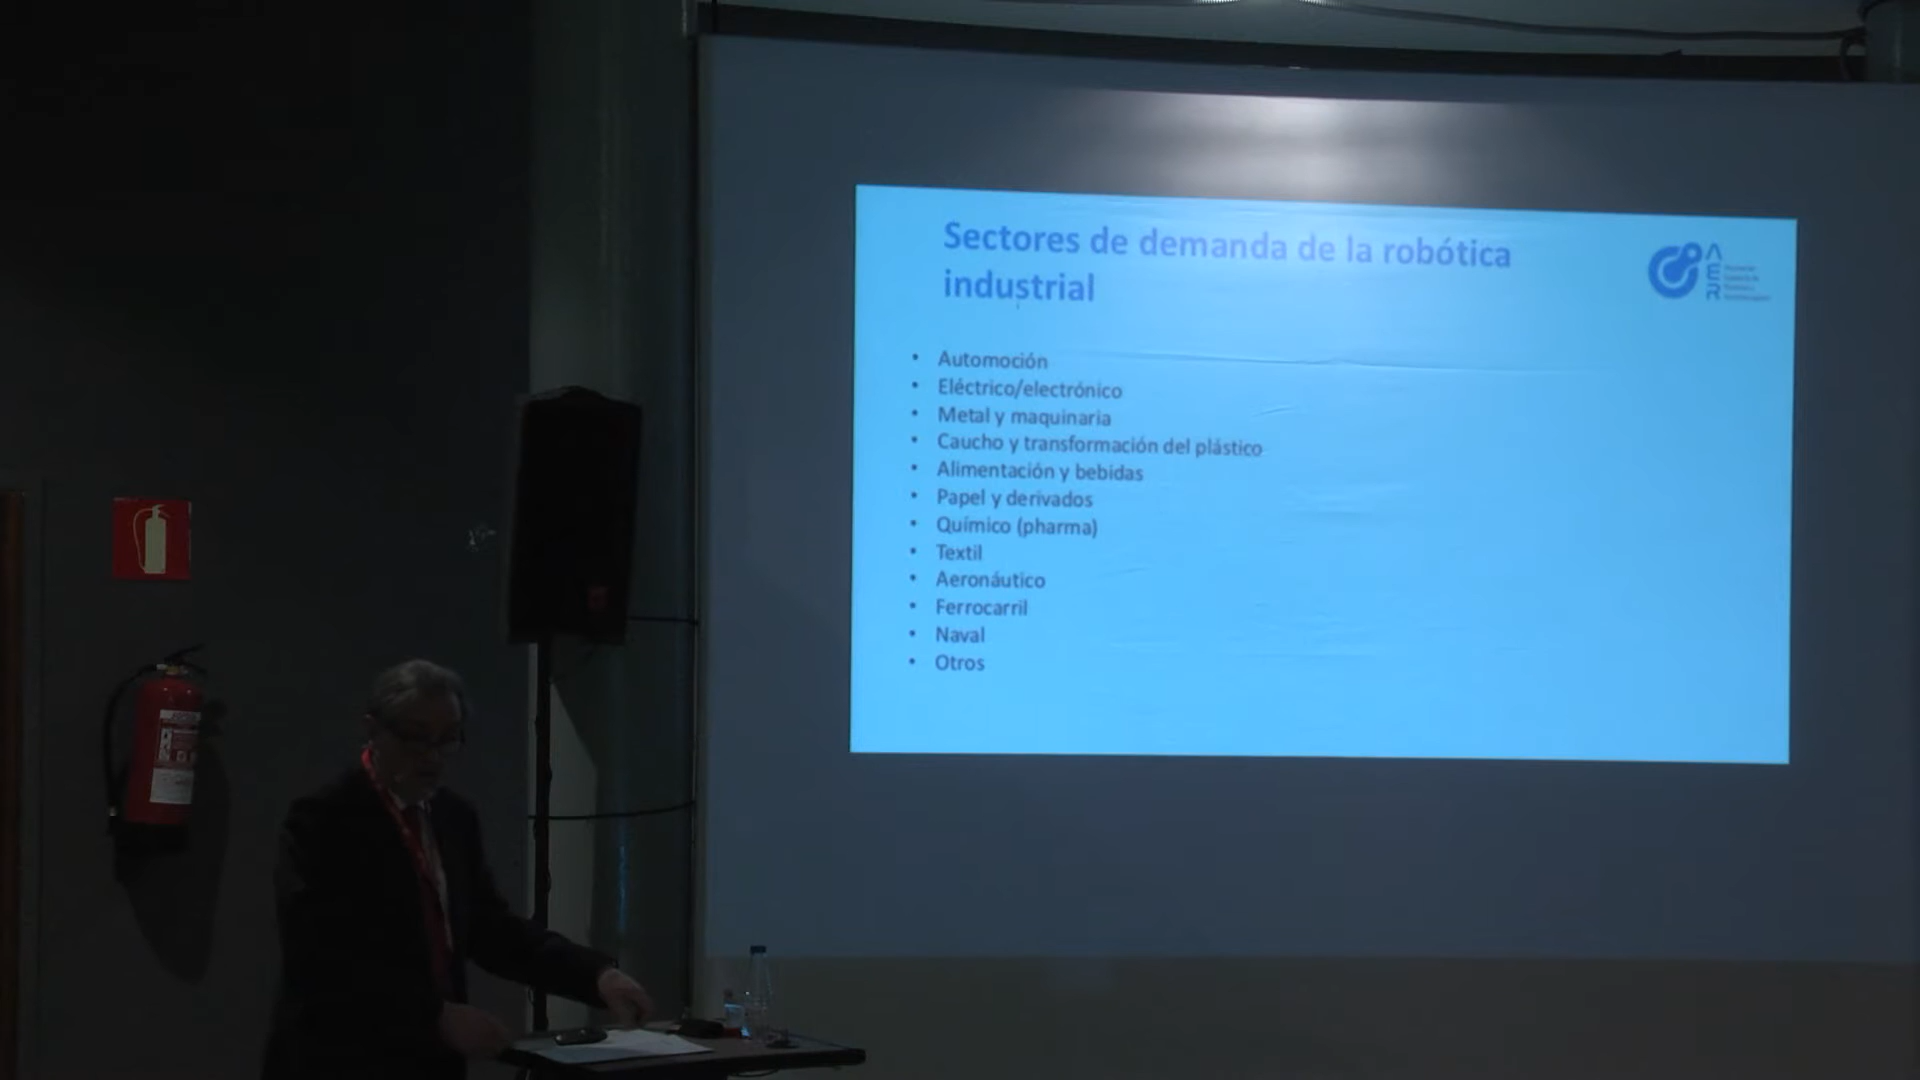 Sectores de demanda de la robótica
industrial
AER
• Automoción
• Eléctrico/electrónico
• Metal y maquinaria
• Caucho y transformación del plástico
• Alimentación y bebidas
• Papel y derivados
• Químico (pharma)
• Textil
• Aeronáutico
• Ferrocarril
• Naval
• Otros